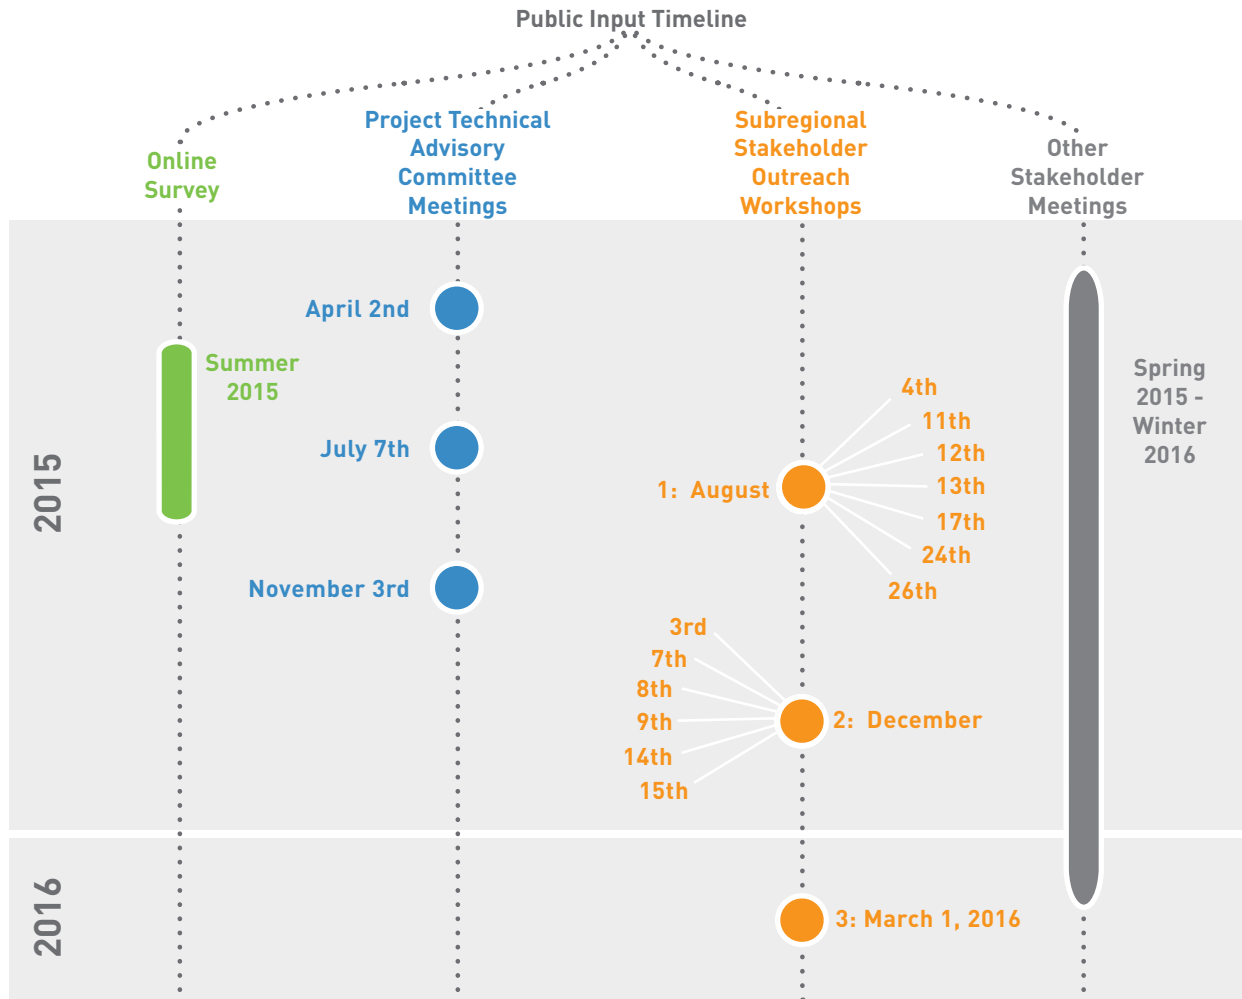 Public Input Timeline
Online
Survey
Project Technical
Advisory
Committee
Meetings
Subregional
Stakeholder
Outreach
Workshops
Other
Stakeholder
Meetings
2015
Summer
2015
April 2nd
July 7th
November 3rd
1:  August
4th
11th
12th
13th
17th
24th
26th
3rd
7th
8th
9th
14th
15th
2:  December
Spring
2015 -
Winter
2016
2016
3: March 1, 2016